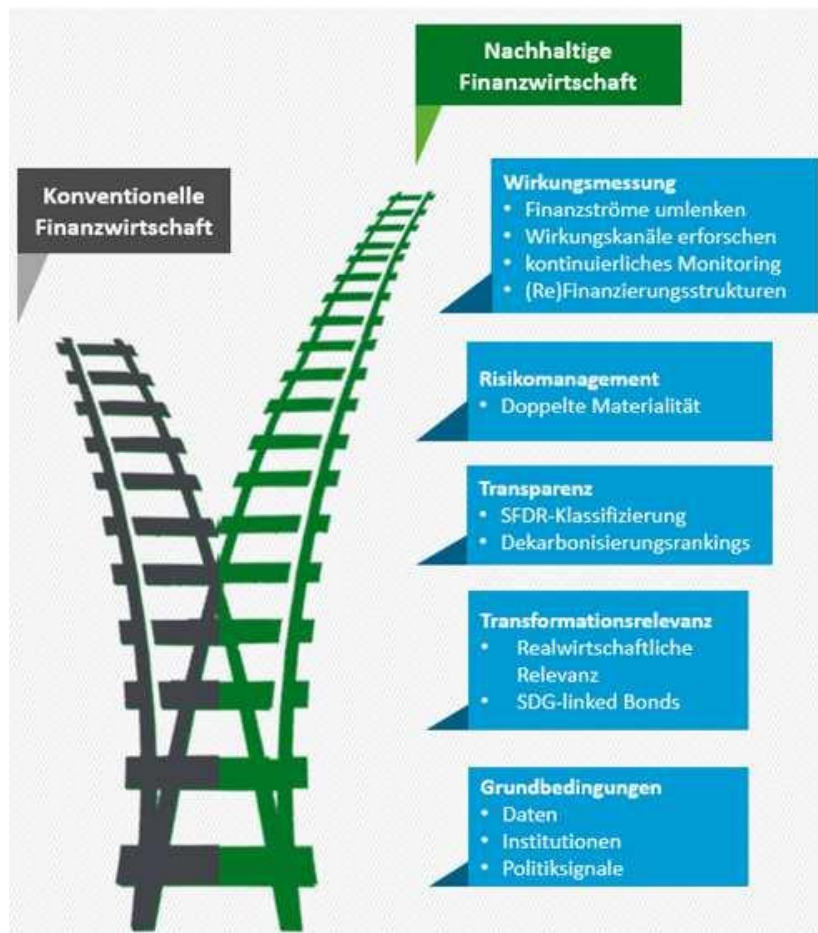 Nachhaltige
Finanzwirtschaft
Konventionelle
Finanzwirtschaft
Wirkungsmessung
• Finanzströme umlenken
• Wirkungskanäle erforschen
• kontinuierliches Monitoring
• (Re)Finanzierungsstrukturen
Risikomanagement
• Doppelte Materialität
Transparenz
• SFDR-Klassifizierung
• Dekarbonisierungsrankings
Transformationsrelevanz
• Realwirtschaftliche
Relevanz
• SDG-linked Bonds
Grundbedingungen
• Daten
• Institutionen
• Politiksignale